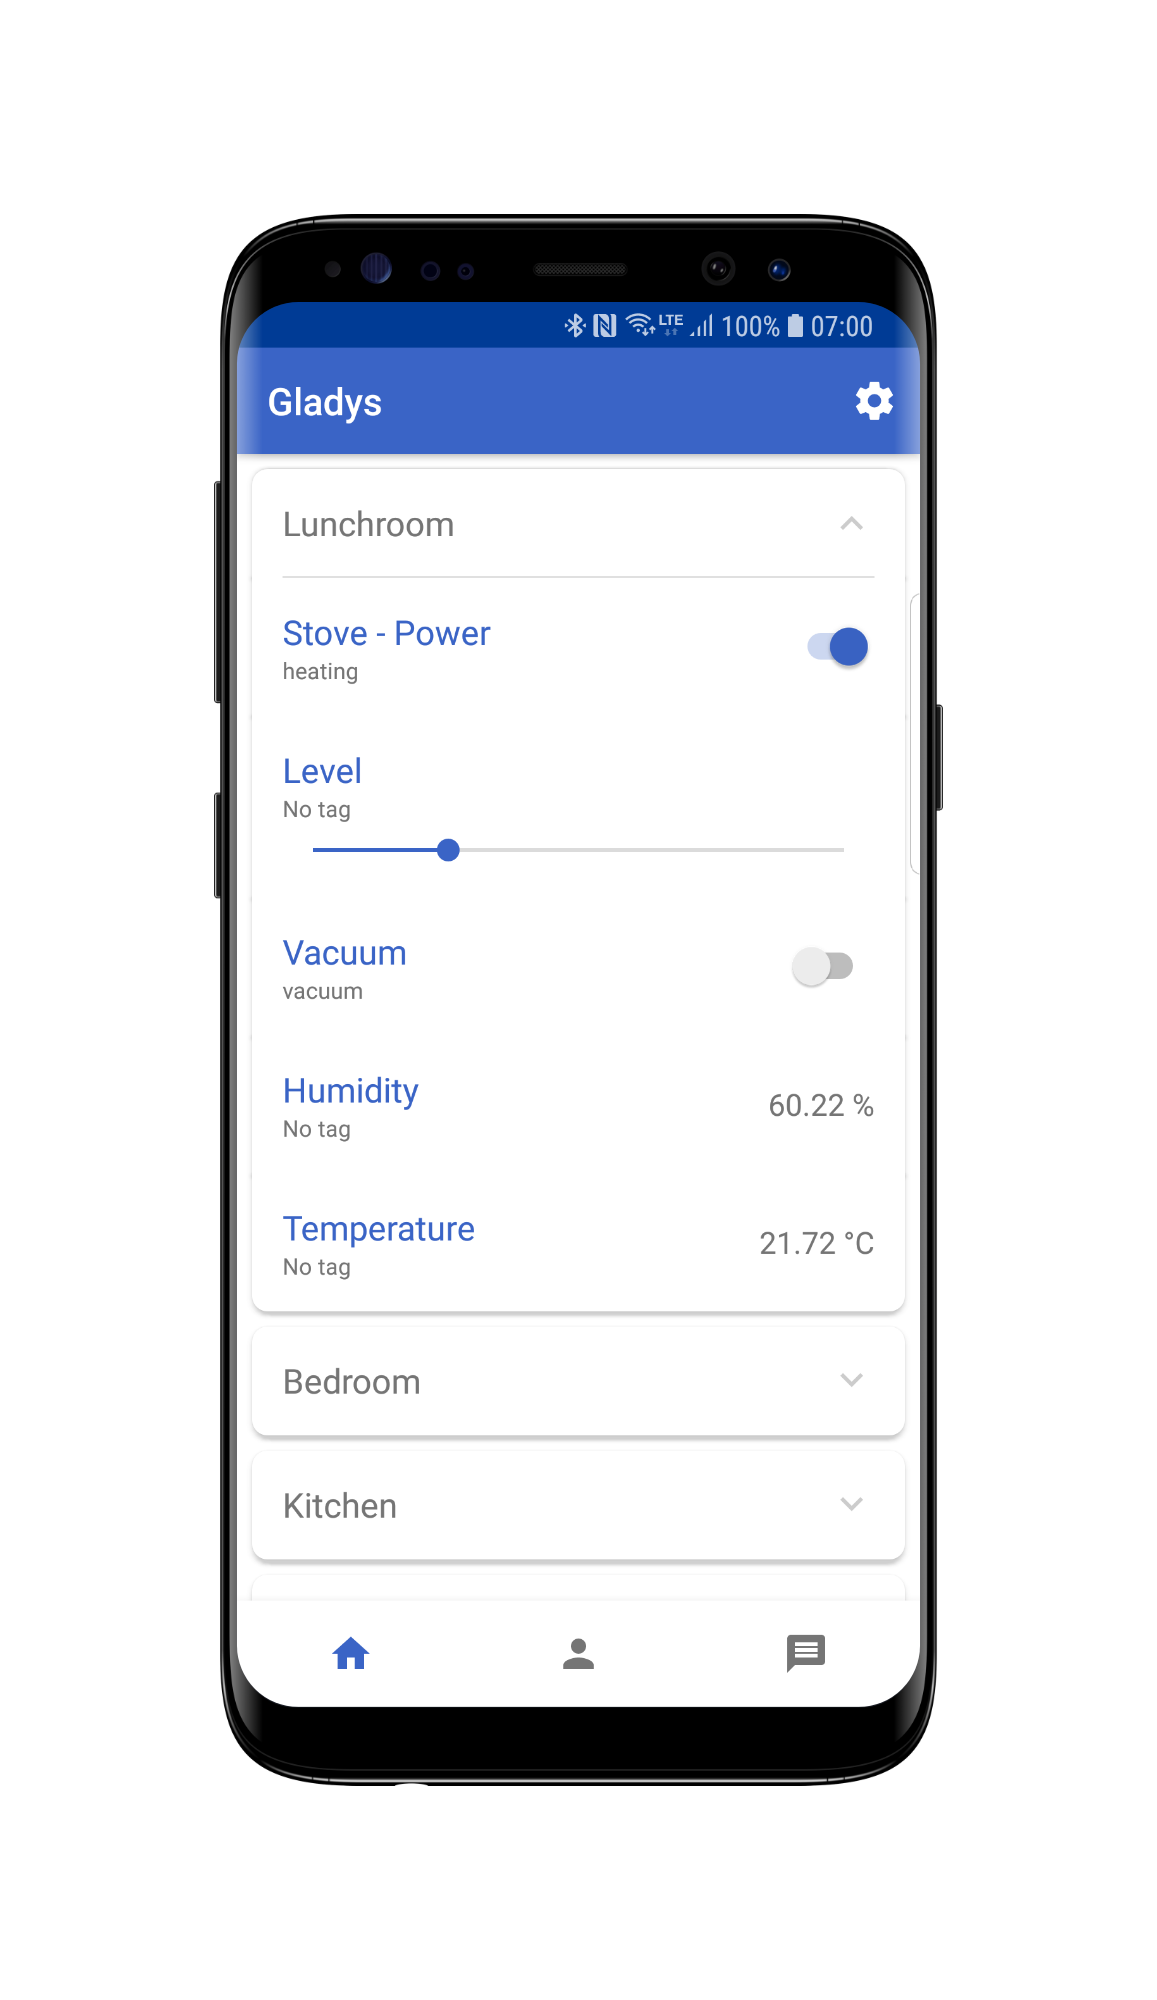 LTE 100% 07:00
Gladys
Lunchroom
Stove - Power
heating
Level
No tag
Vacuum
vacuum
Humidity
No tag
60.22 %
Temperature
No tag
21.72 °C
Bedroom
Kitchen